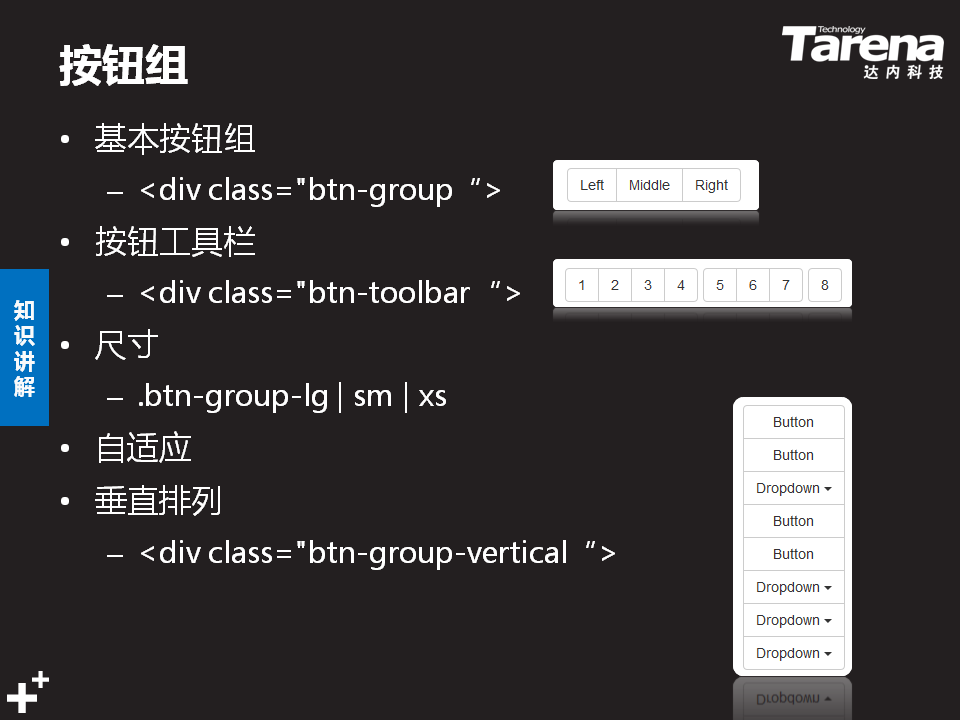 按钮组
Technology
Tarena
达内科技
• 基本按钮组
– <div class="btn-group “>
Left Middle Right
• 按钮工具栏
– <div class="btn-toolbar “>
1 2 3 4 5 6 7 8
• 尺寸
– .btn-group-lg | sm | xs
• 自适应
• 垂直排列
– <div class="btn-group-vertical “>
知识讲解
Button
Button
Dropdown
Button
Button
Dropdown
Dropdown
Dropdown